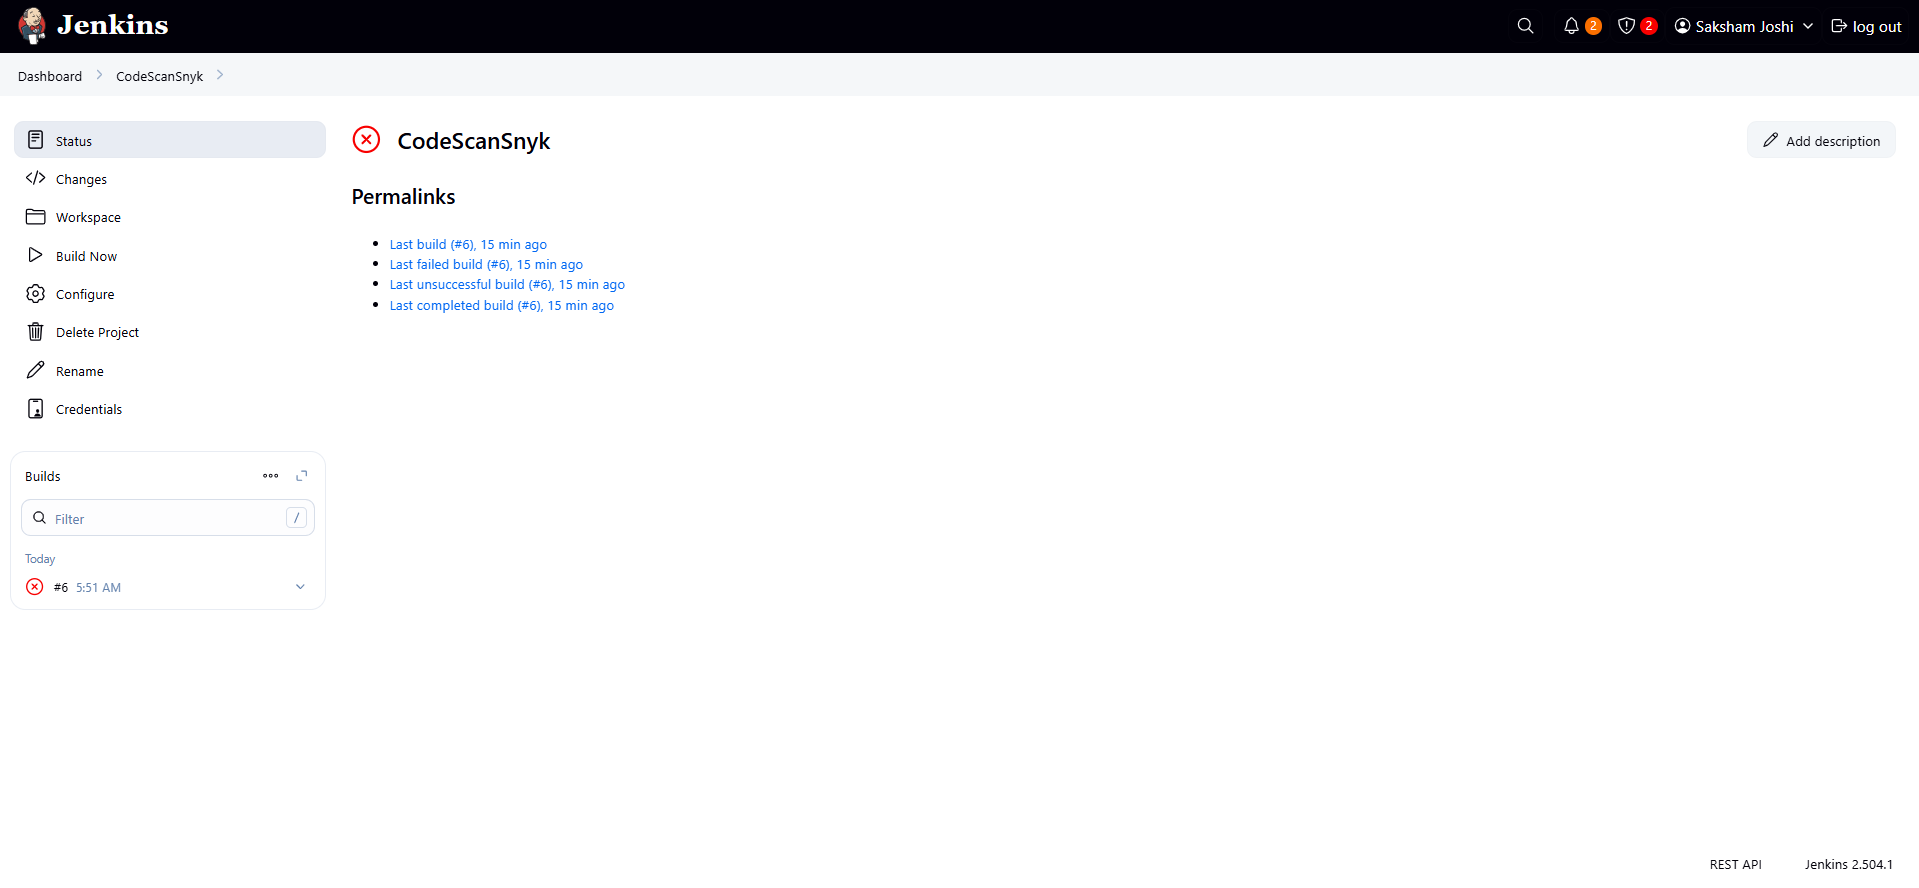 Jenkins
2
2
Saksham Joshi
log out
Dashboard
CodeScanSnyk
Status
Changes
Workspace
Build Now
Configure
Delete Project
Rename
Credentials
Builds
Filter
/
Today
#6 5:51 AM
CodeScanSnyk
Add description
Permalinks
Last build (#6), 15 min ago
Last failed build (#6), 15 min ago
Last unsuccessful build (#6), 15 min ago
Last completed build (#6), 15 min ago
REST API
Jenkins 2.504.1